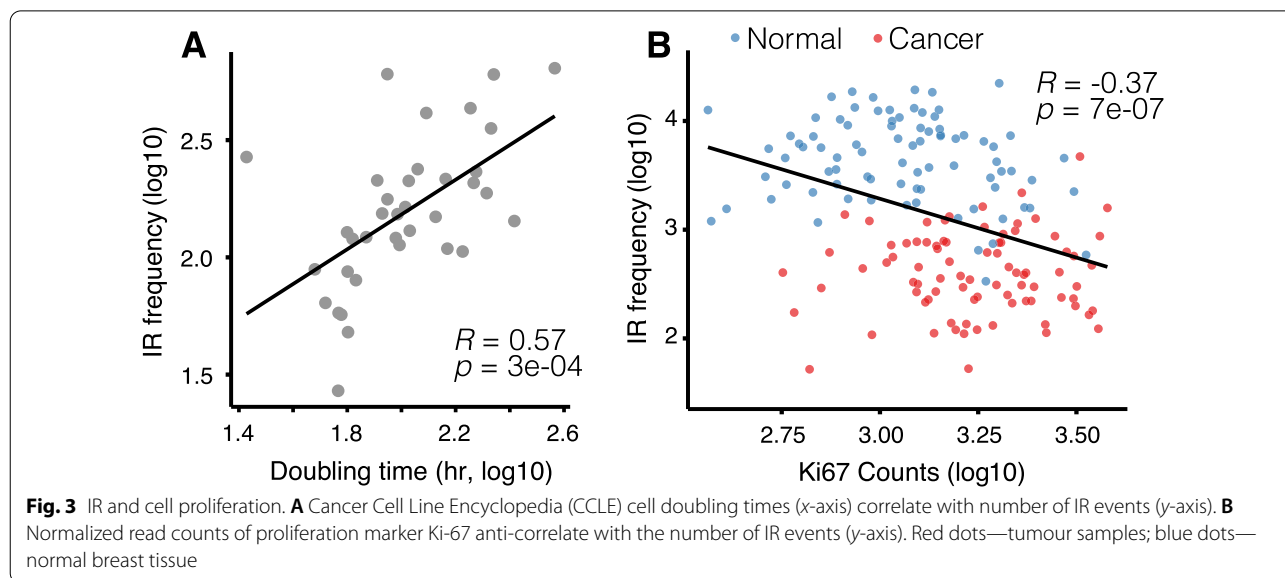 A
IR frequency (log10)
2.5
2.0
1.5
R = 0.57
p = 3e-04
1.4 1.8 2.2 2.6
Doubling time (hr, log10)
B
Normal Cancer
R = -0.37
p = 7e-07
IR frequency (log10)
4
3
2
2.75 3.00 3.25 3.50
Ki67 Counts (log10)
Fig. 3 IR and cell proliferation. A Cancer Cell Line Encyclopedia (CCLE) cell doubling times (x-axis) correlate with number of IR events (y-axis). B
Normalized read counts of proliferation marker Ki-67 anti-correlate with the number of IR events (y-axis). Red dots—tumour samples; blue dots—
normal breast tissue